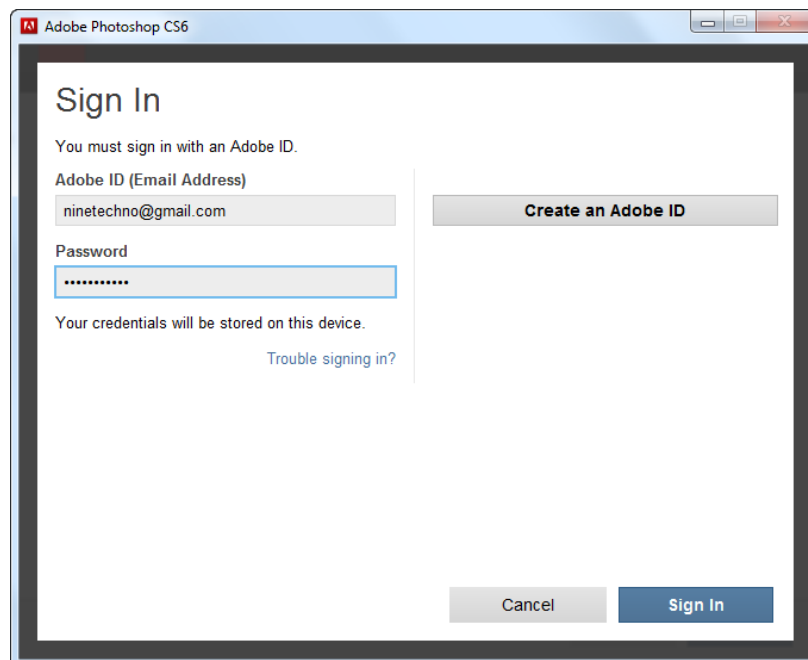 Adobe Photoshop CS6
Sign In
You must sign in with an Adobe ID.
Adobe ID (Email Address)
ninetechno@gmail.com
Create an Adobe ID
Password
•••••••••••
Your credentials will be stored on this device.
Trouble signing in?
Cancel
Sign In